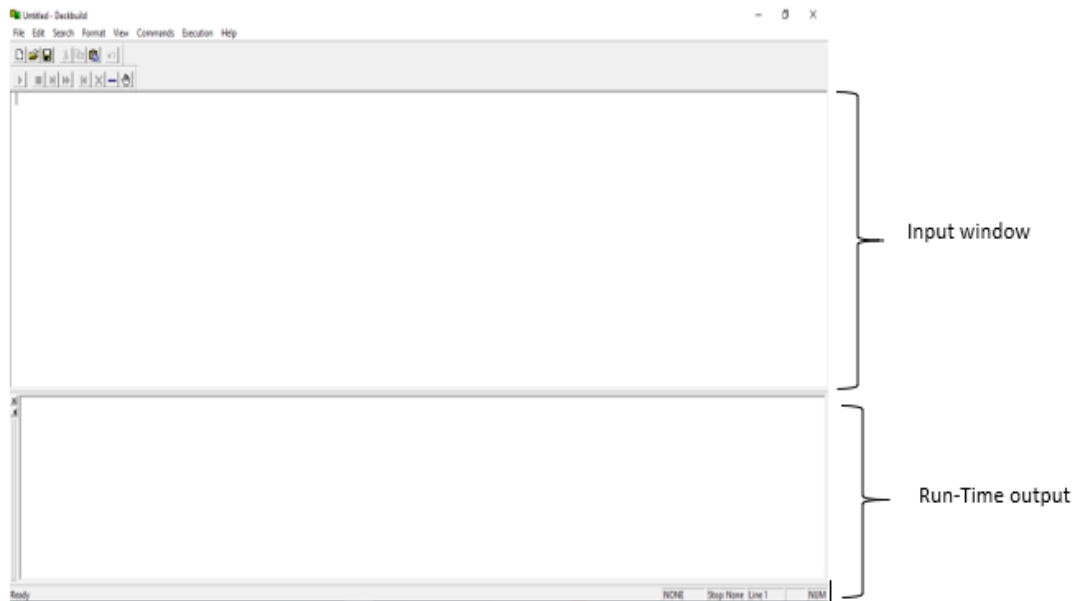 Untitled - Deckbuild
File Edit Search Format View Commands Execution Help
Input window
Run-Time output
Ready NONE Stop: None Line 1 NUM